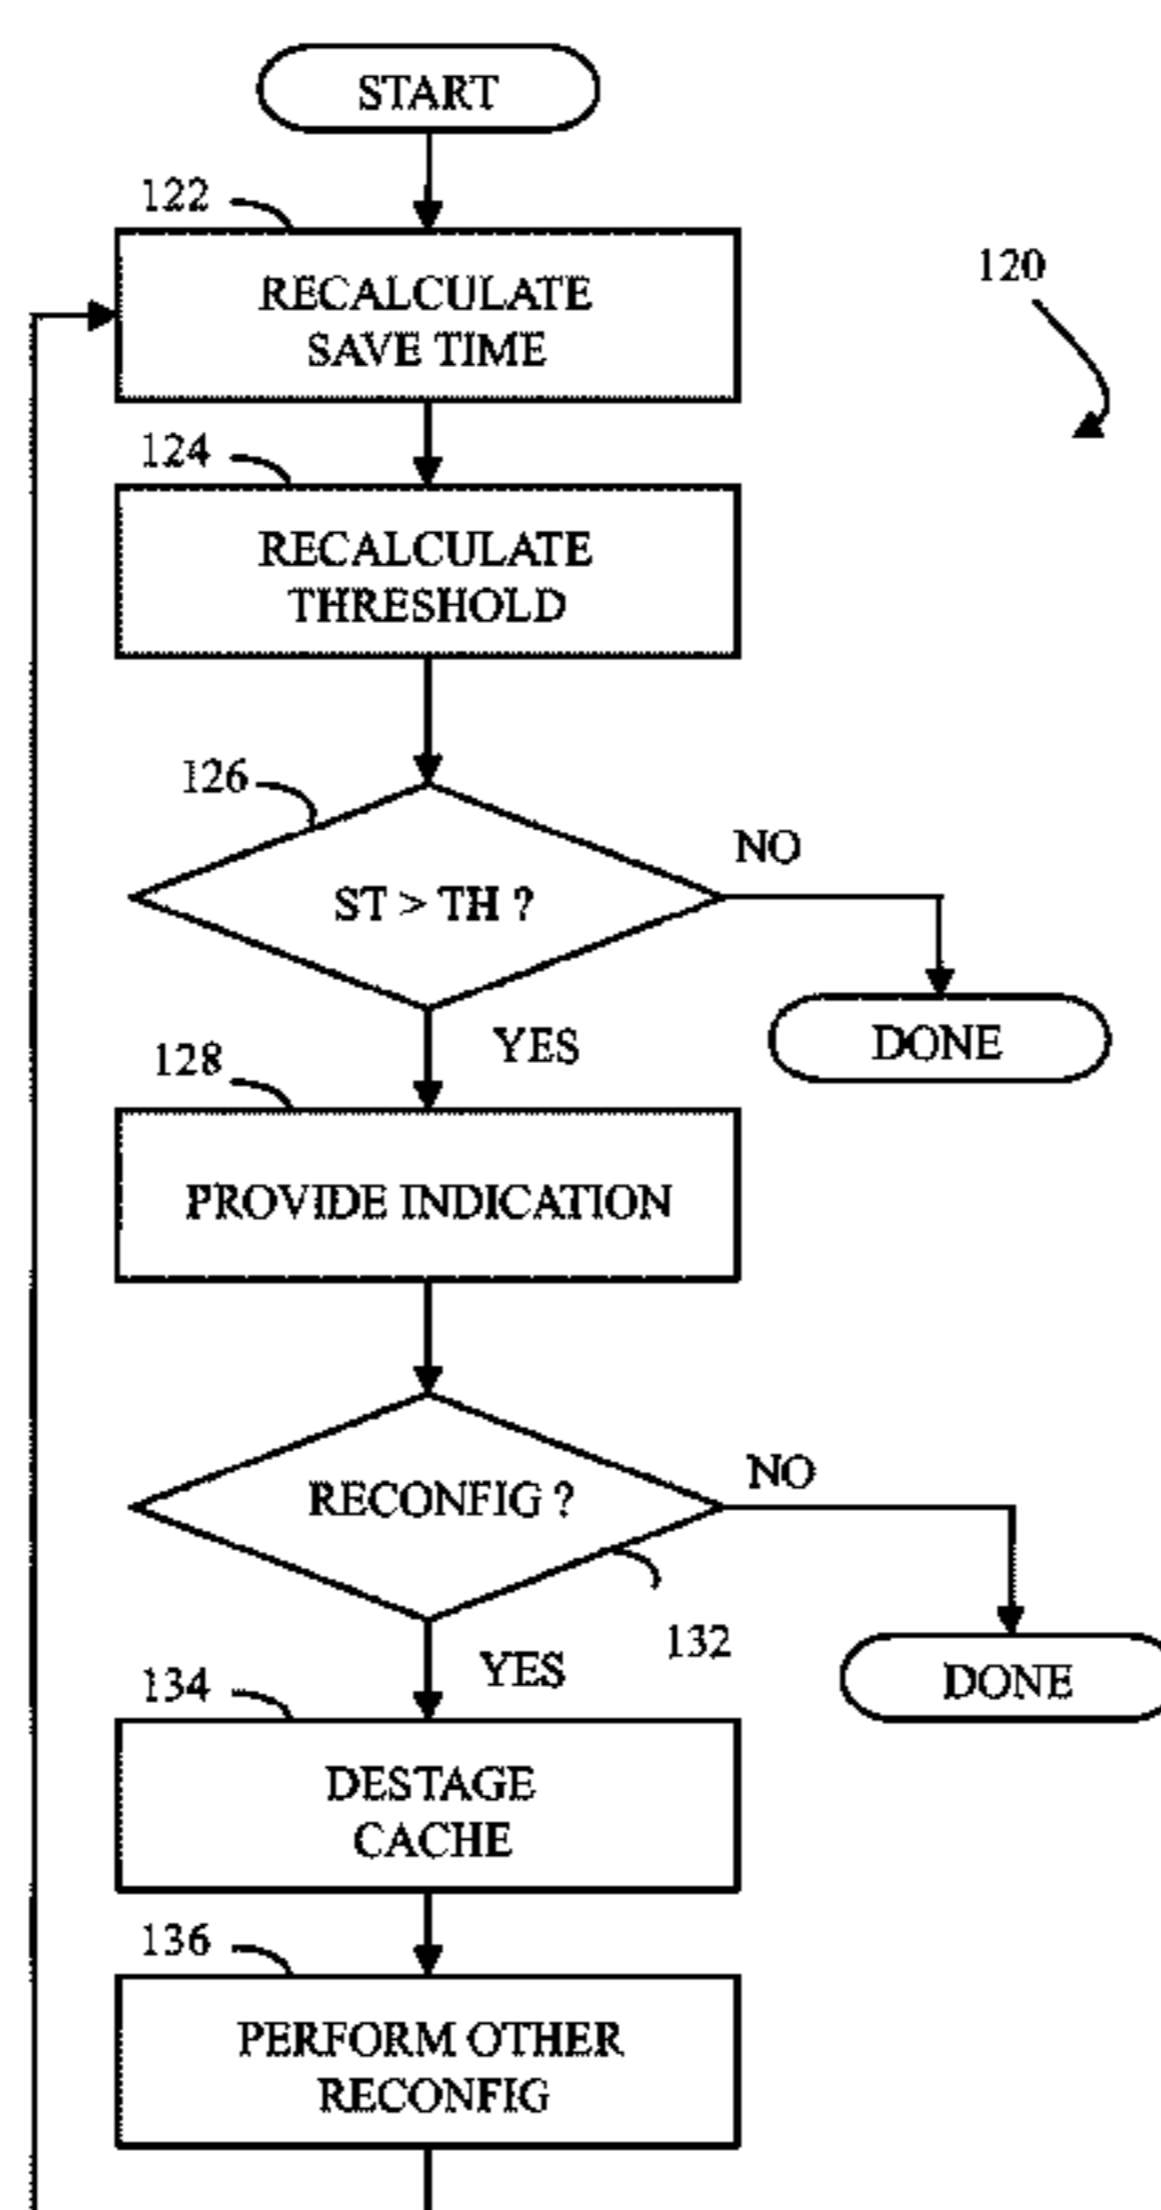 START
122
RECALCULATE
SAVE TIME
120
124
RECALCULATE
THRESHOLD
126
ST > TH ?
NO
DONE
YES
128
PROVIDE INDICATION
RECONFIG ?
NO
132
DONE
YES
134
DESTAGE
CACHE
136
PERFORM OTHER
RECONFIG